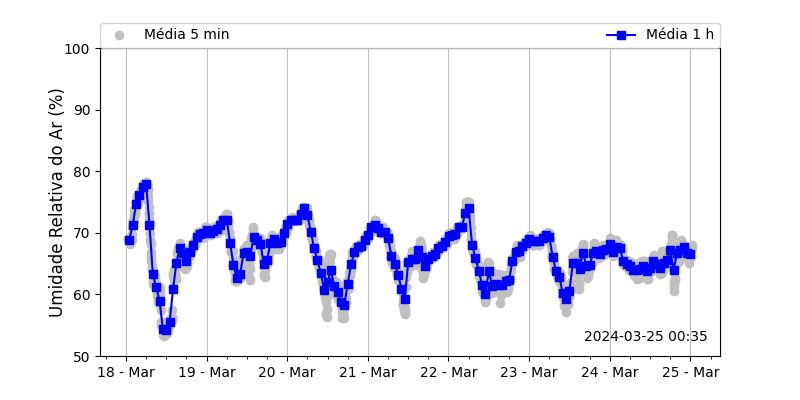 Média 5 min
Média 1 h
Umidade Relativa do Ar (%)
100
90
80
70
60
50
2024-03-25 00:35
18 - Mar
19 - Mar
20 - Mar
21 - Mar
22 - Mar
23 - Mar
24 - Mar
25 - Mar